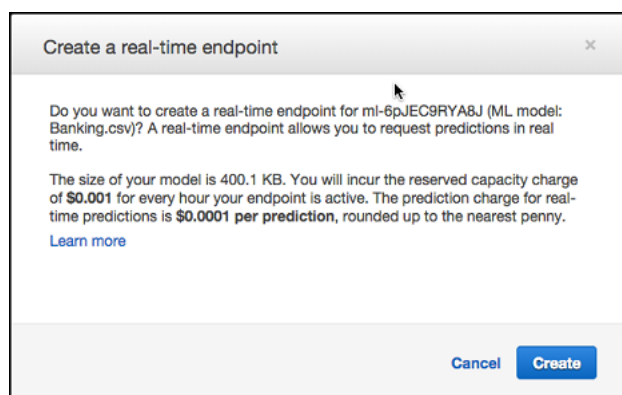 Create a real-time endpoint ×
Do you want to create a real-time endpoint for ml-6pJEC9RYA8J (ML model:
Banking.csv)? A real-time endpoint allows you to request predictions in real
time.
The size of your model is 400.1 KB. You will incur the reserved capacity charge
of $0.001 for every hour your endpoint is active. The prediction charge for real-
time predictions is $0.0001 per prediction, rounded up to the nearest penny.
Learn more
Cancel Create